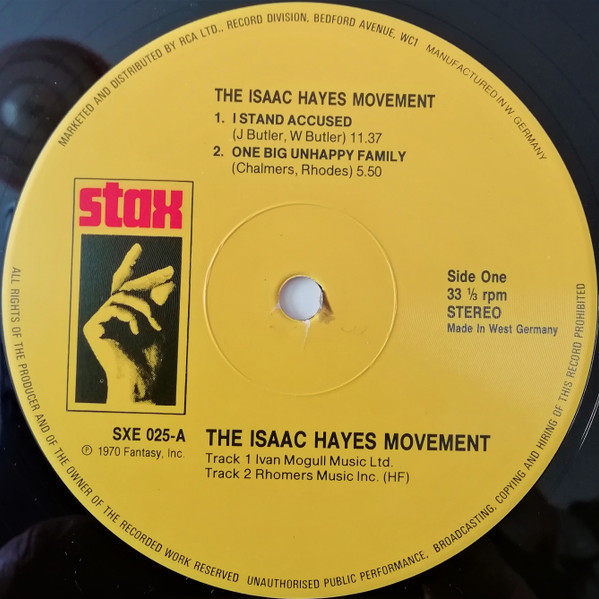 MARKETED AND DISTRIBUTED BY RCA LTD., RECORD DIVISION, BEDFORD AVENUE, WC1 MANUFACTURED IN W GERMANY
THE ISAAC HAYES MOVEMENT
1. I STAND ACCUSED
(J Butler, W Butler) 11.37
2. ONE BIG UNHAPPY FAMILY
(Chalmers, Rhodes) 5.50
stax
Side One
33 ⅓ rpm
STEREO
Made In West Germany
SXE 025-A
℗ 1970 Fantasy, Inc.
THE ISAAC HAYES MOVEMENT
Track 1 Ivan Mogull Music Ltd.
Track 2 Rhomers Music Inc. (HF)
ALL RIGHTS OF THE PRODUCER AND OF THE OWNER OF THE RECORDED WORK RESERVED UNAUTHORISED PUBLIC PERFORMANCE, BROADCASTING, COPYING AND HIRING OF THIS RECORD PROHIBITED